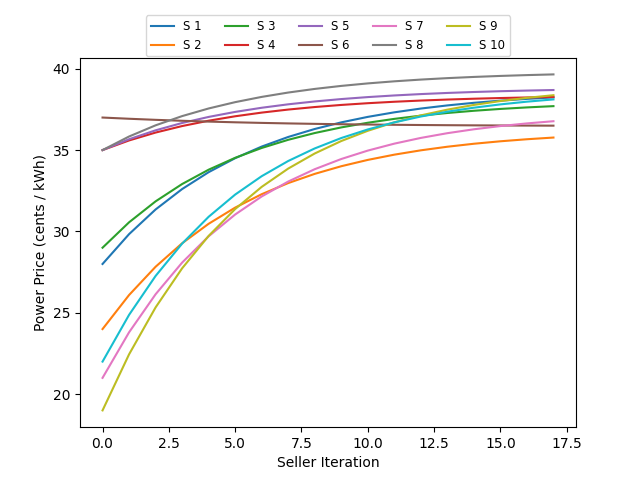 S 1 S 3 S 5 S 7 S 9
S 2 S 4 S 6 S 8 S 10
40
35
30
25
20
Power Price (cents / kWh)
0.0 2.5 5.0 7.5 10.0 12.5 15.0 17.5
Seller Iteration